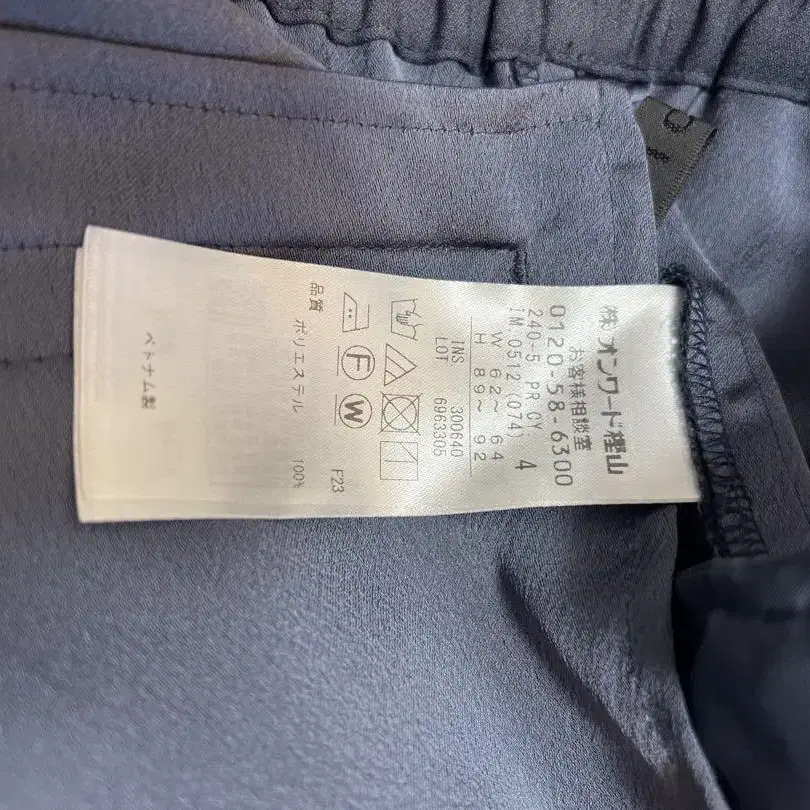 ㈱オンワード樫山
お客様相談室
0120-58-6300
240-5 PR.GY. 4
IM.0512 (074)
W 62~ 64
H 89~ 92
INS 300640
LOT 6963305
F W
F23
品質 ポリエステル 100%
ベトナム製